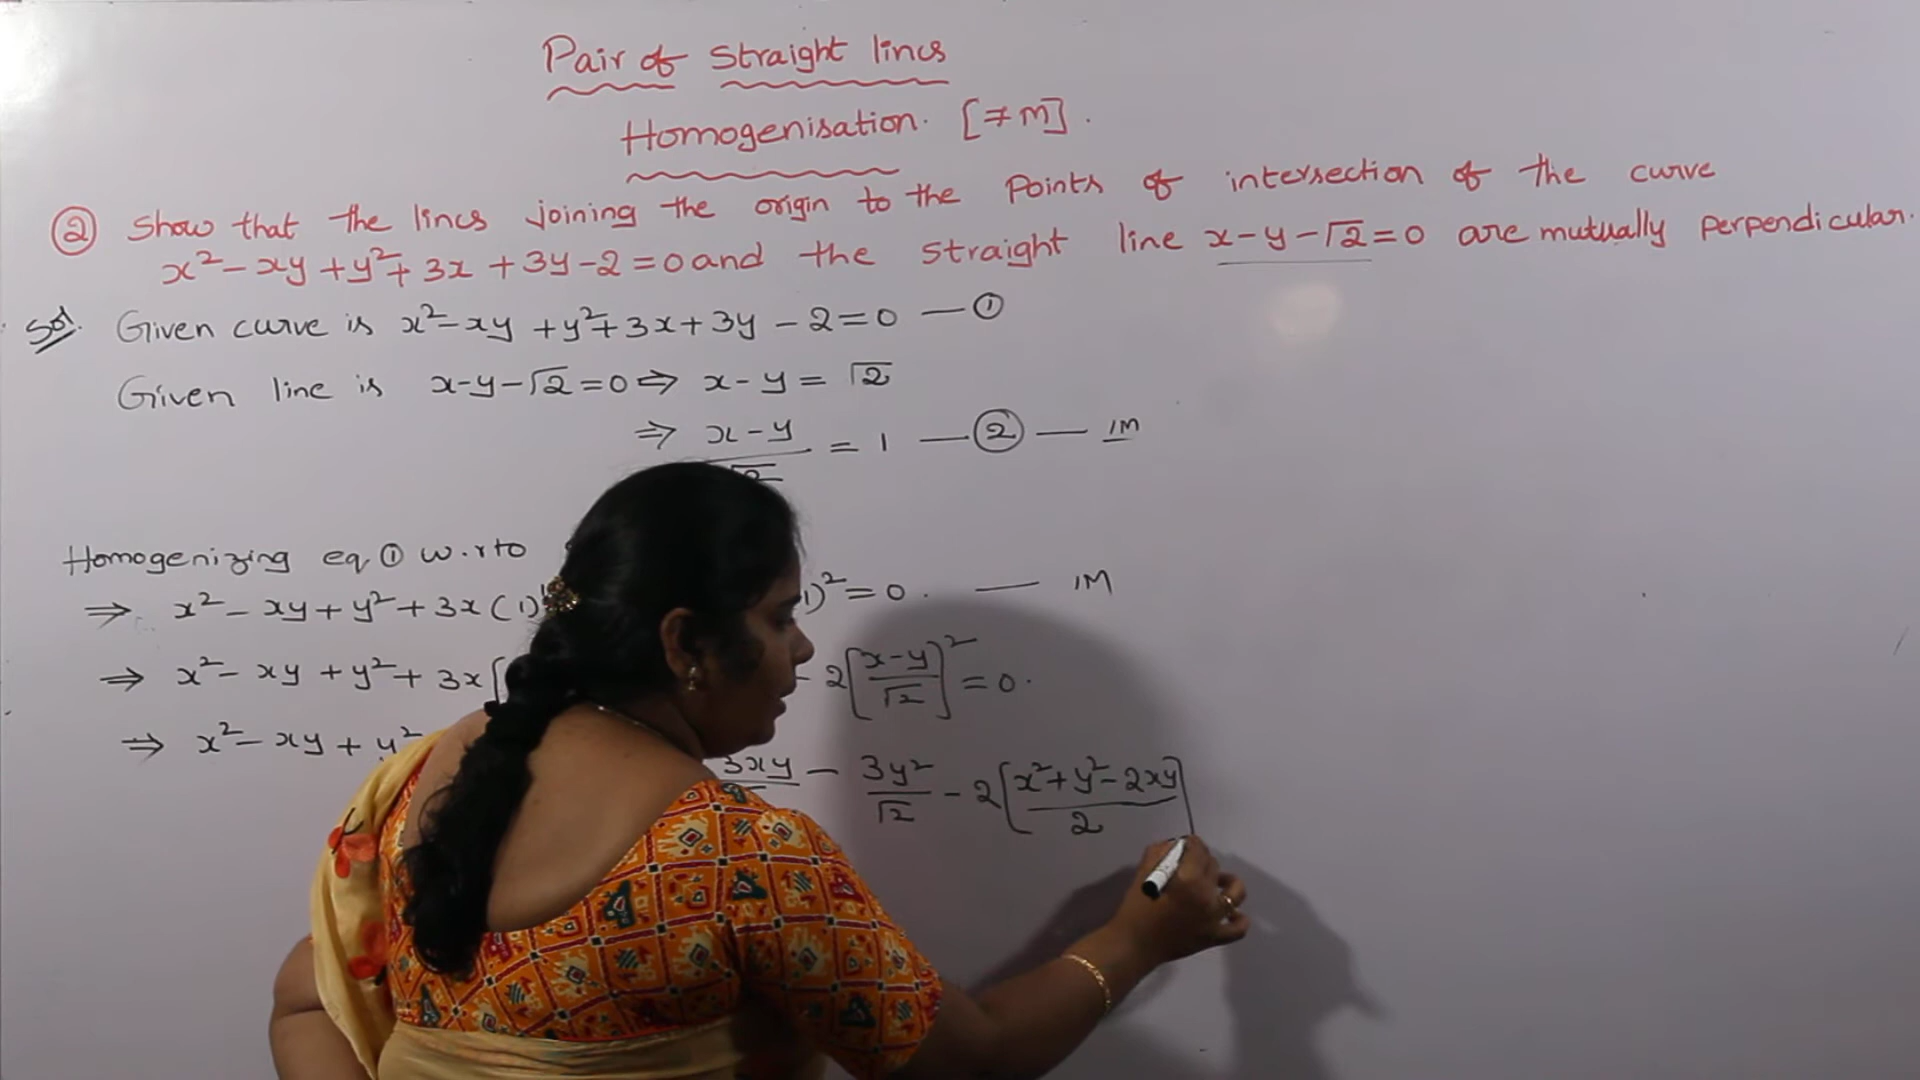 Pair of Straight lines
Homogenisation. [7M].
② Show that the lines joining the origin to the Points of intersection of the curve
x²-xy+y²+3x+3y-2=0 and the straight line x-y-√2=0 are mutually perpendicular.
Sol. Given curve is x²-xy+y²+3x+3y-2=0 —①
Given line is x-y-√2=0 ⇒ x-y=√2
⇒ (x-y)/√2 = 1 —②— 1M
Homogenizing eq ① w.r to
⇒ x²-xy+y²+3x(1) 1)²=0. — 1M
⇒ x²-xy+y²+3x[ - 2[(x-y)/√2]²=0.
⇒ x²-xy+y² 3xy - 3y²/√2 - 2[(x²+y²-2xy)/2]